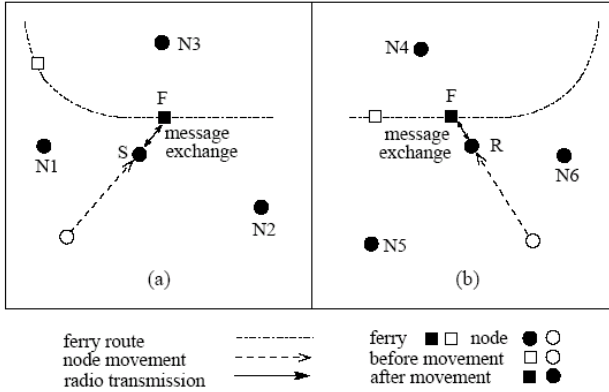 N3
N4
F
F
message
exchange
message
exchange
N1
S
R
N6
N2
N5
(a)
(b)
ferry route
node movement
radio transmission
ferry node
before movement
after movement